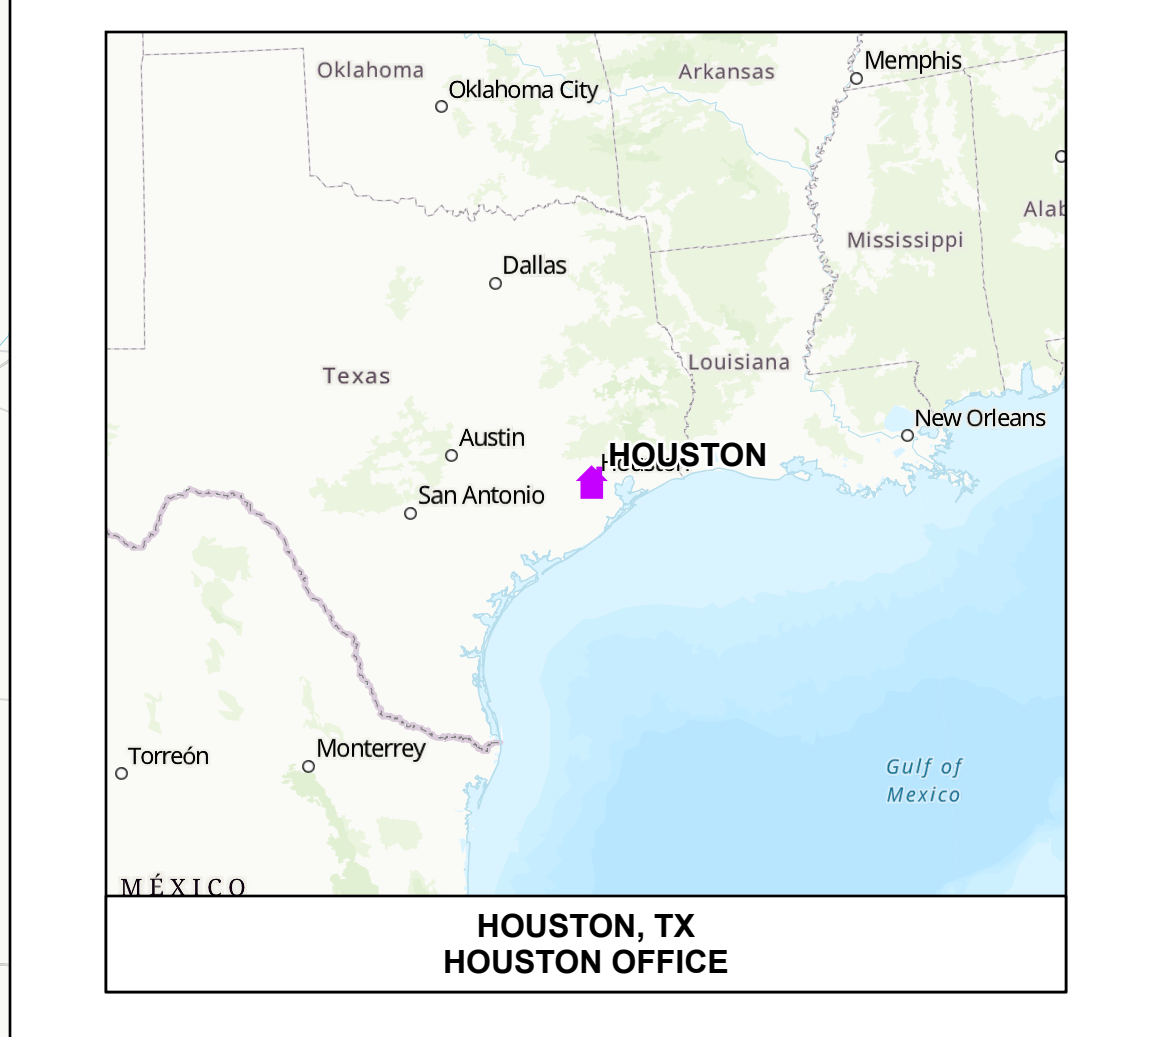 Memphis
Oklahoma
Arkansas
Oklahoma City
Alab
Mississippi
Dallas
Louisiana
Texas
New Orleans
Austin
HOUSTON
Houston
San Antonio
Monterrey
Torreón
Gulf of
Mexico
MÉXICO
HOUSTON, TX
HOUSTON OFFICE